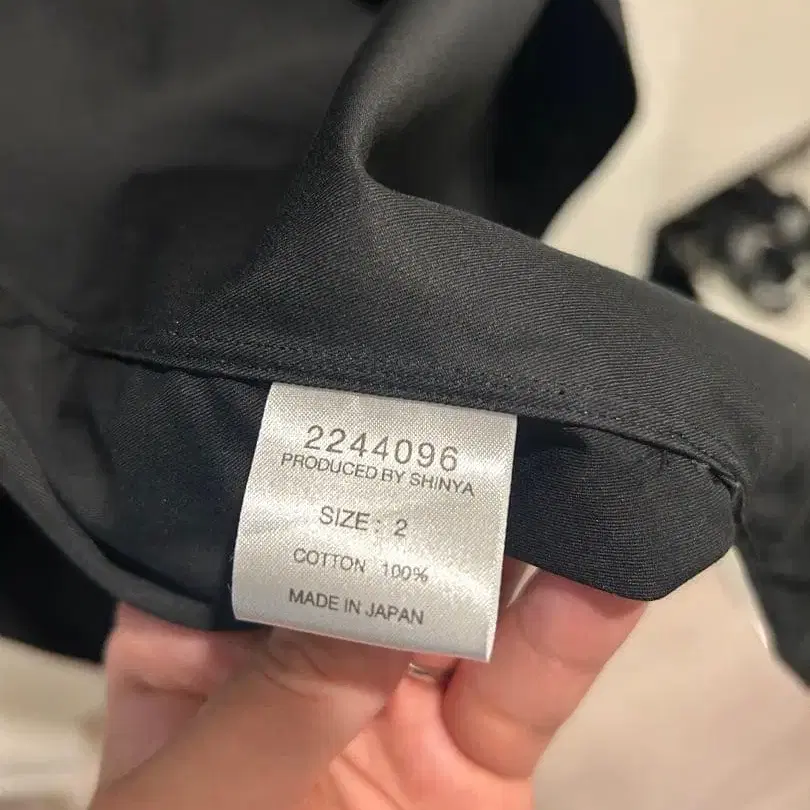 2244096
PRODUCED BY SHINYA
SIZE: 2
COTTON 100%
MADE IN JAPAN